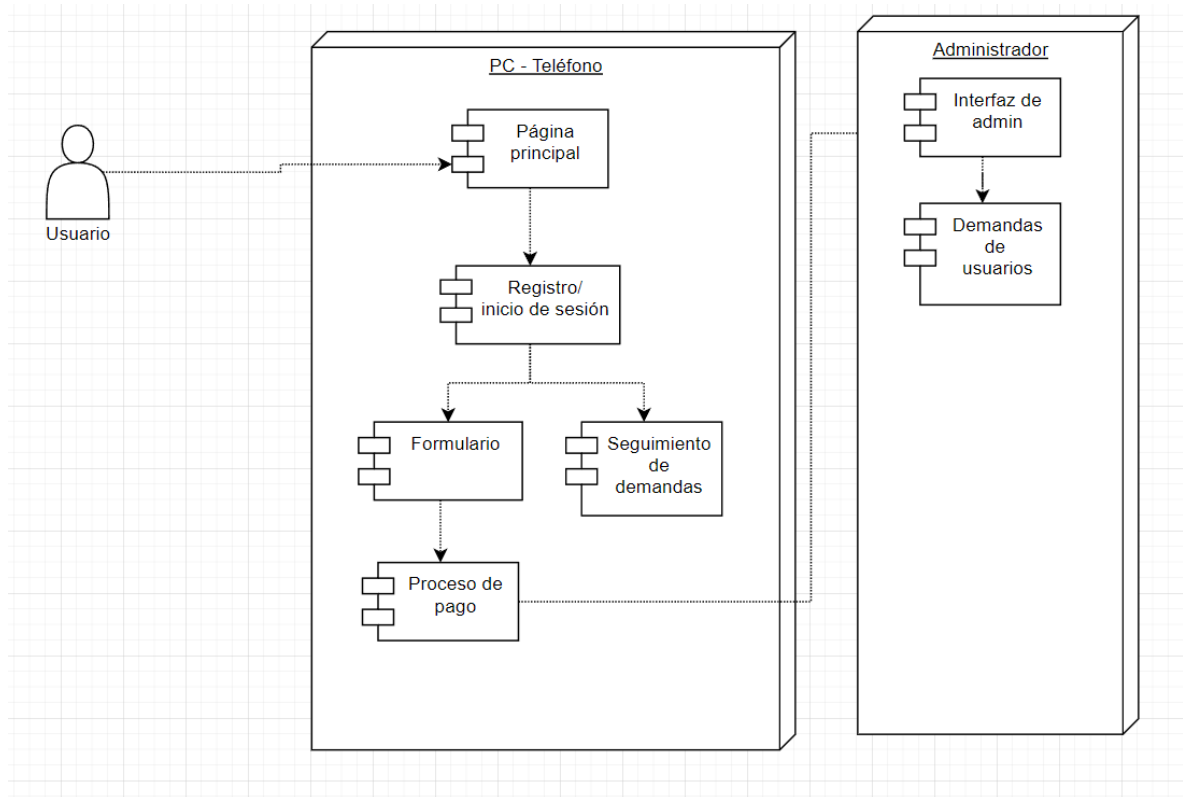 PC - Teléfono
Página
principal
Usuario
Registro/
inicio de sesión
Formulario
Seguimiento
de
demandas
Proceso de
pago
Administrador
Interfaz de
admin
Demandas
de
usuarios